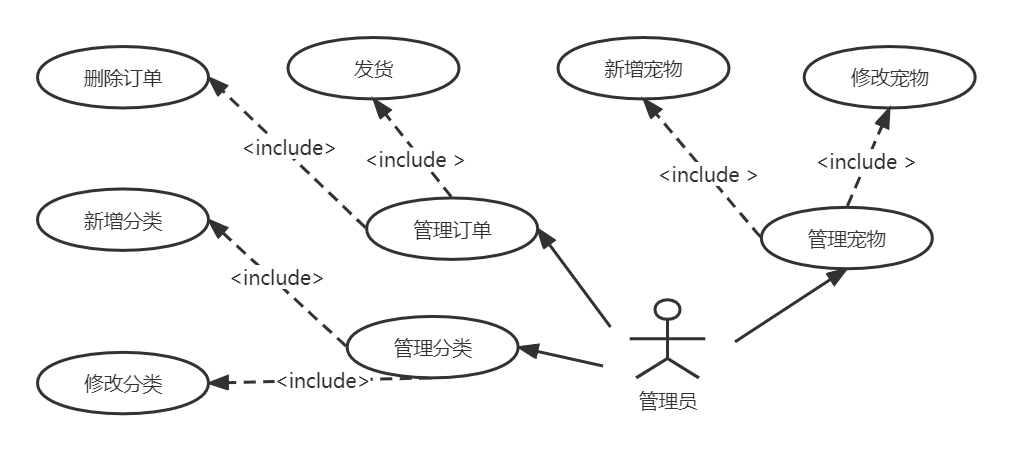 删除订单
发货
新增宠物
修改宠物
<include>
<include >
<include >
<include >
新增分类
管理订单
管理宠物
<include>
管理分类
修改分类
<include>
管理员